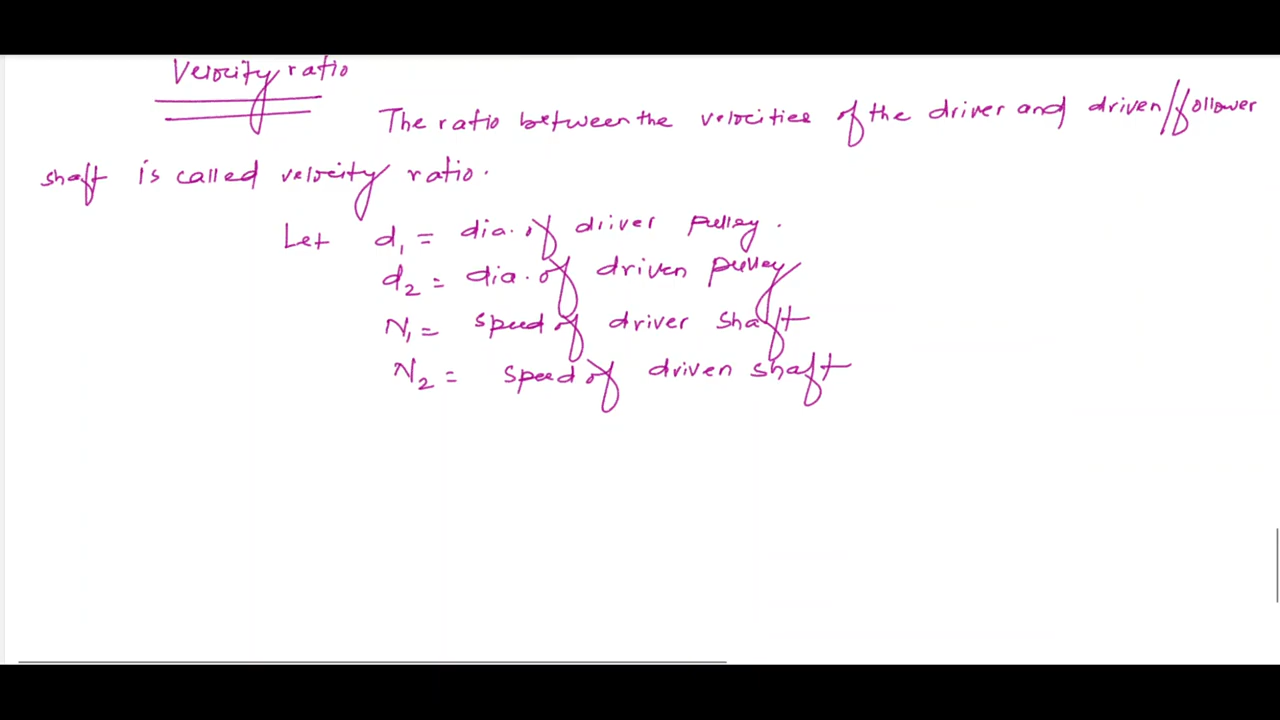 Velocity ratio
The ratio between the velocities of the driver and driven/follower
shaft is called velocity ratio.
Let d₁ = dia. of driver pulley.
d₂ = dia. of driven pulley
N₁ = speed of driver shaft
N₂ = speed of driven shaft